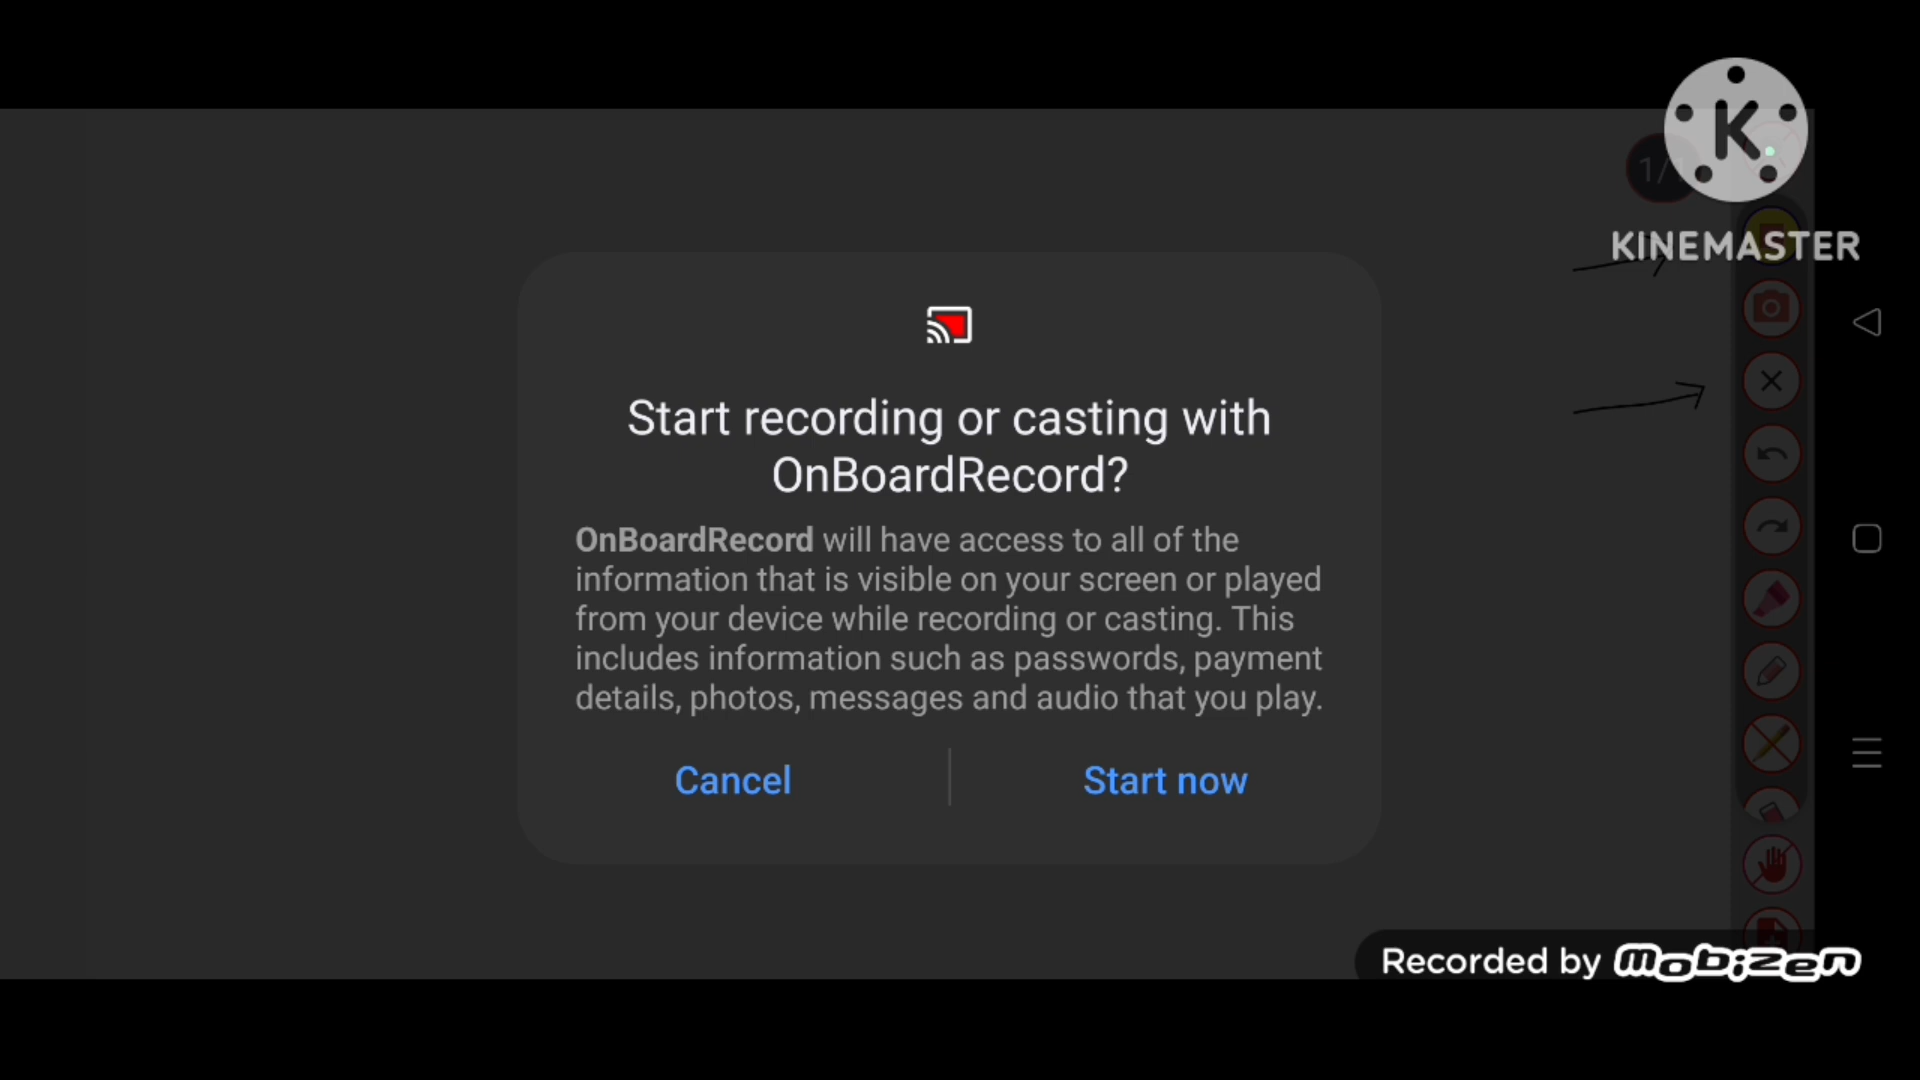 1/
KINEMASTER
Start recording or casting with
OnBoardRecord?
OnBoardRecord will have access to all of the
information that is visible on your screen or played
from your device while recording or casting. This
includes information such as passwords, payment
details, photos, messages and audio that you play.
Cancel
Start now
Recorded by mobizen